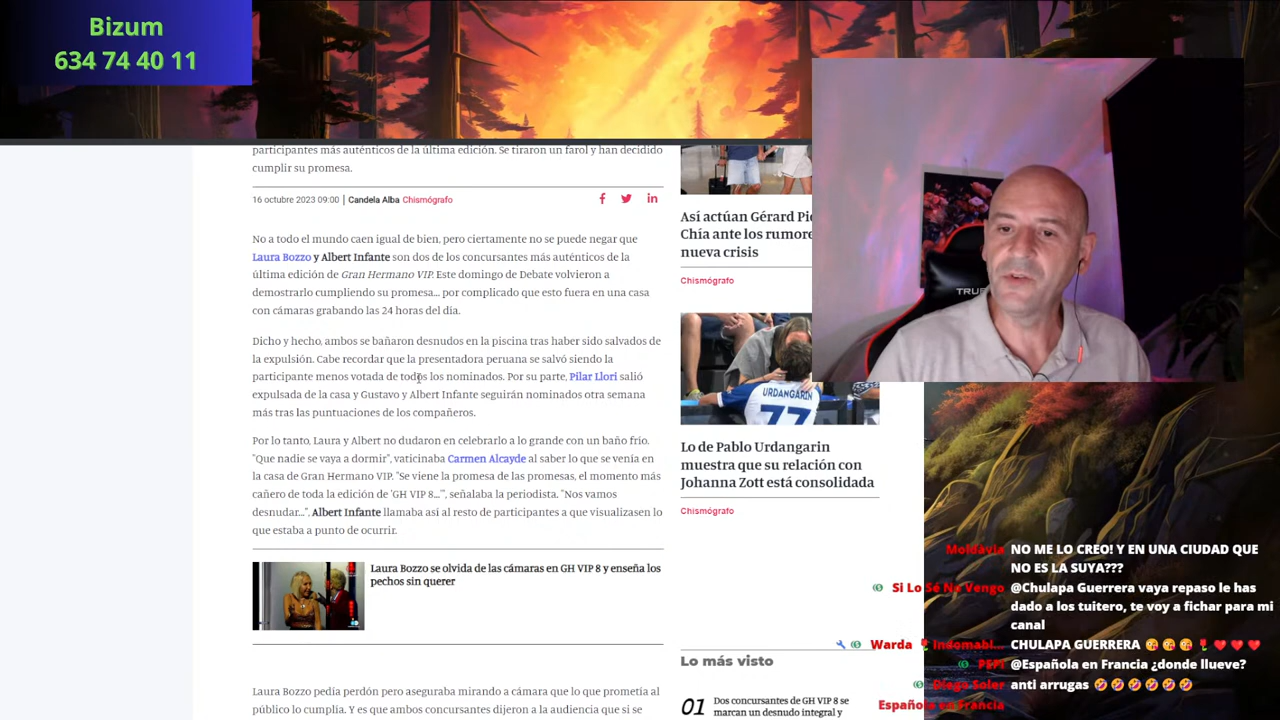 Bizum
634 74 40 11
participantes más auténticos de la última edición. Se tiraron un farol y han decidido
cumplir su promesa.
16 octubre 2023 09:00 | Candela Alba Chismógrafo
No a todo el mundo caen igual de bien, pero ciertamente no se puede negar que
Laura Bozzo y Albert Infante son dos de los concursantes más auténticos de la
última edición de Gran Hermano VIP. Este domingo de Debate volvieron a
demostrarlo cumpliendo su promesa... por complicado que esto fuera en una casa
con cámaras grabando las 24 horas del día.
Dicho y hecho, ambos se bañaron desnudos en la piscina tras haber sido salvados de
la expulsión. Cabe recordar que la presentadora peruana se salvó siendo la
participante menos votada de todos los nominados. Por su parte, Pilar Llori salió
expulsada de la casa y Gustavo y Albert Infante seguirán nominados otra semana
más tras las puntuaciones de los compañeros.
Por lo tanto, Laura y Albert no dudaron en celebrarlo a lo grande con un baño frío.
"Que nadie se vaya a dormir", vaticinaba Carmen Alcayde al saber lo que se venía en
la casa de Gran Hermano VIP. "Se viene la promesa de las promesas, el momento más
cañero de toda la edición de 'GH VIP 8...'", señalaba la periodista. "Nos vamos
desnudar...", Albert Infante llamaba así al resto de participantes a que visualizasen lo
que estaba a punto de ocurrir.
Laura Bozzo se olvida de las cámaras en GH VIP 8 y enseña los
pechos sin querer
Laura Bozzo pedía perdón pero aseguraba mirando a cámara que lo que prometía al
público lo cumplía. Y es que ambos concursantes dijeron a la audiencia que si se
Así actúan Gérard Pi
Chía ante los rumore
nueva crisis
Chismógrafo
URDANGARIN
77
Lo de Pablo Urdangarin
muestra que su relación con
Johanna Zott está consolidada
Chismógrafo
Lo más visto
01 Dos concursantes de GH VIP 8 se
marcan un desnudo integral y
TRUE
Moldavia NO ME LO CREO! Y EN UNA CIUDAD QUE
NO ES LA SUYA???
Si Lo Sé No Vengo @Chulapa Guerrera vaya repaso le has
dado a los tuitero, te voy a fichar para mi
canal
Warda 🌷 Indomabl... CHULAPA GUERRERA 😘 😘 😘 🌷 ❤️ ❤️ ❤️
PEPI @Española en Francia ¿donde llueve?
Diego Soler anti arrugas 🤣 🤣 🤣 🤣 🤣 🤣
Española en Francia